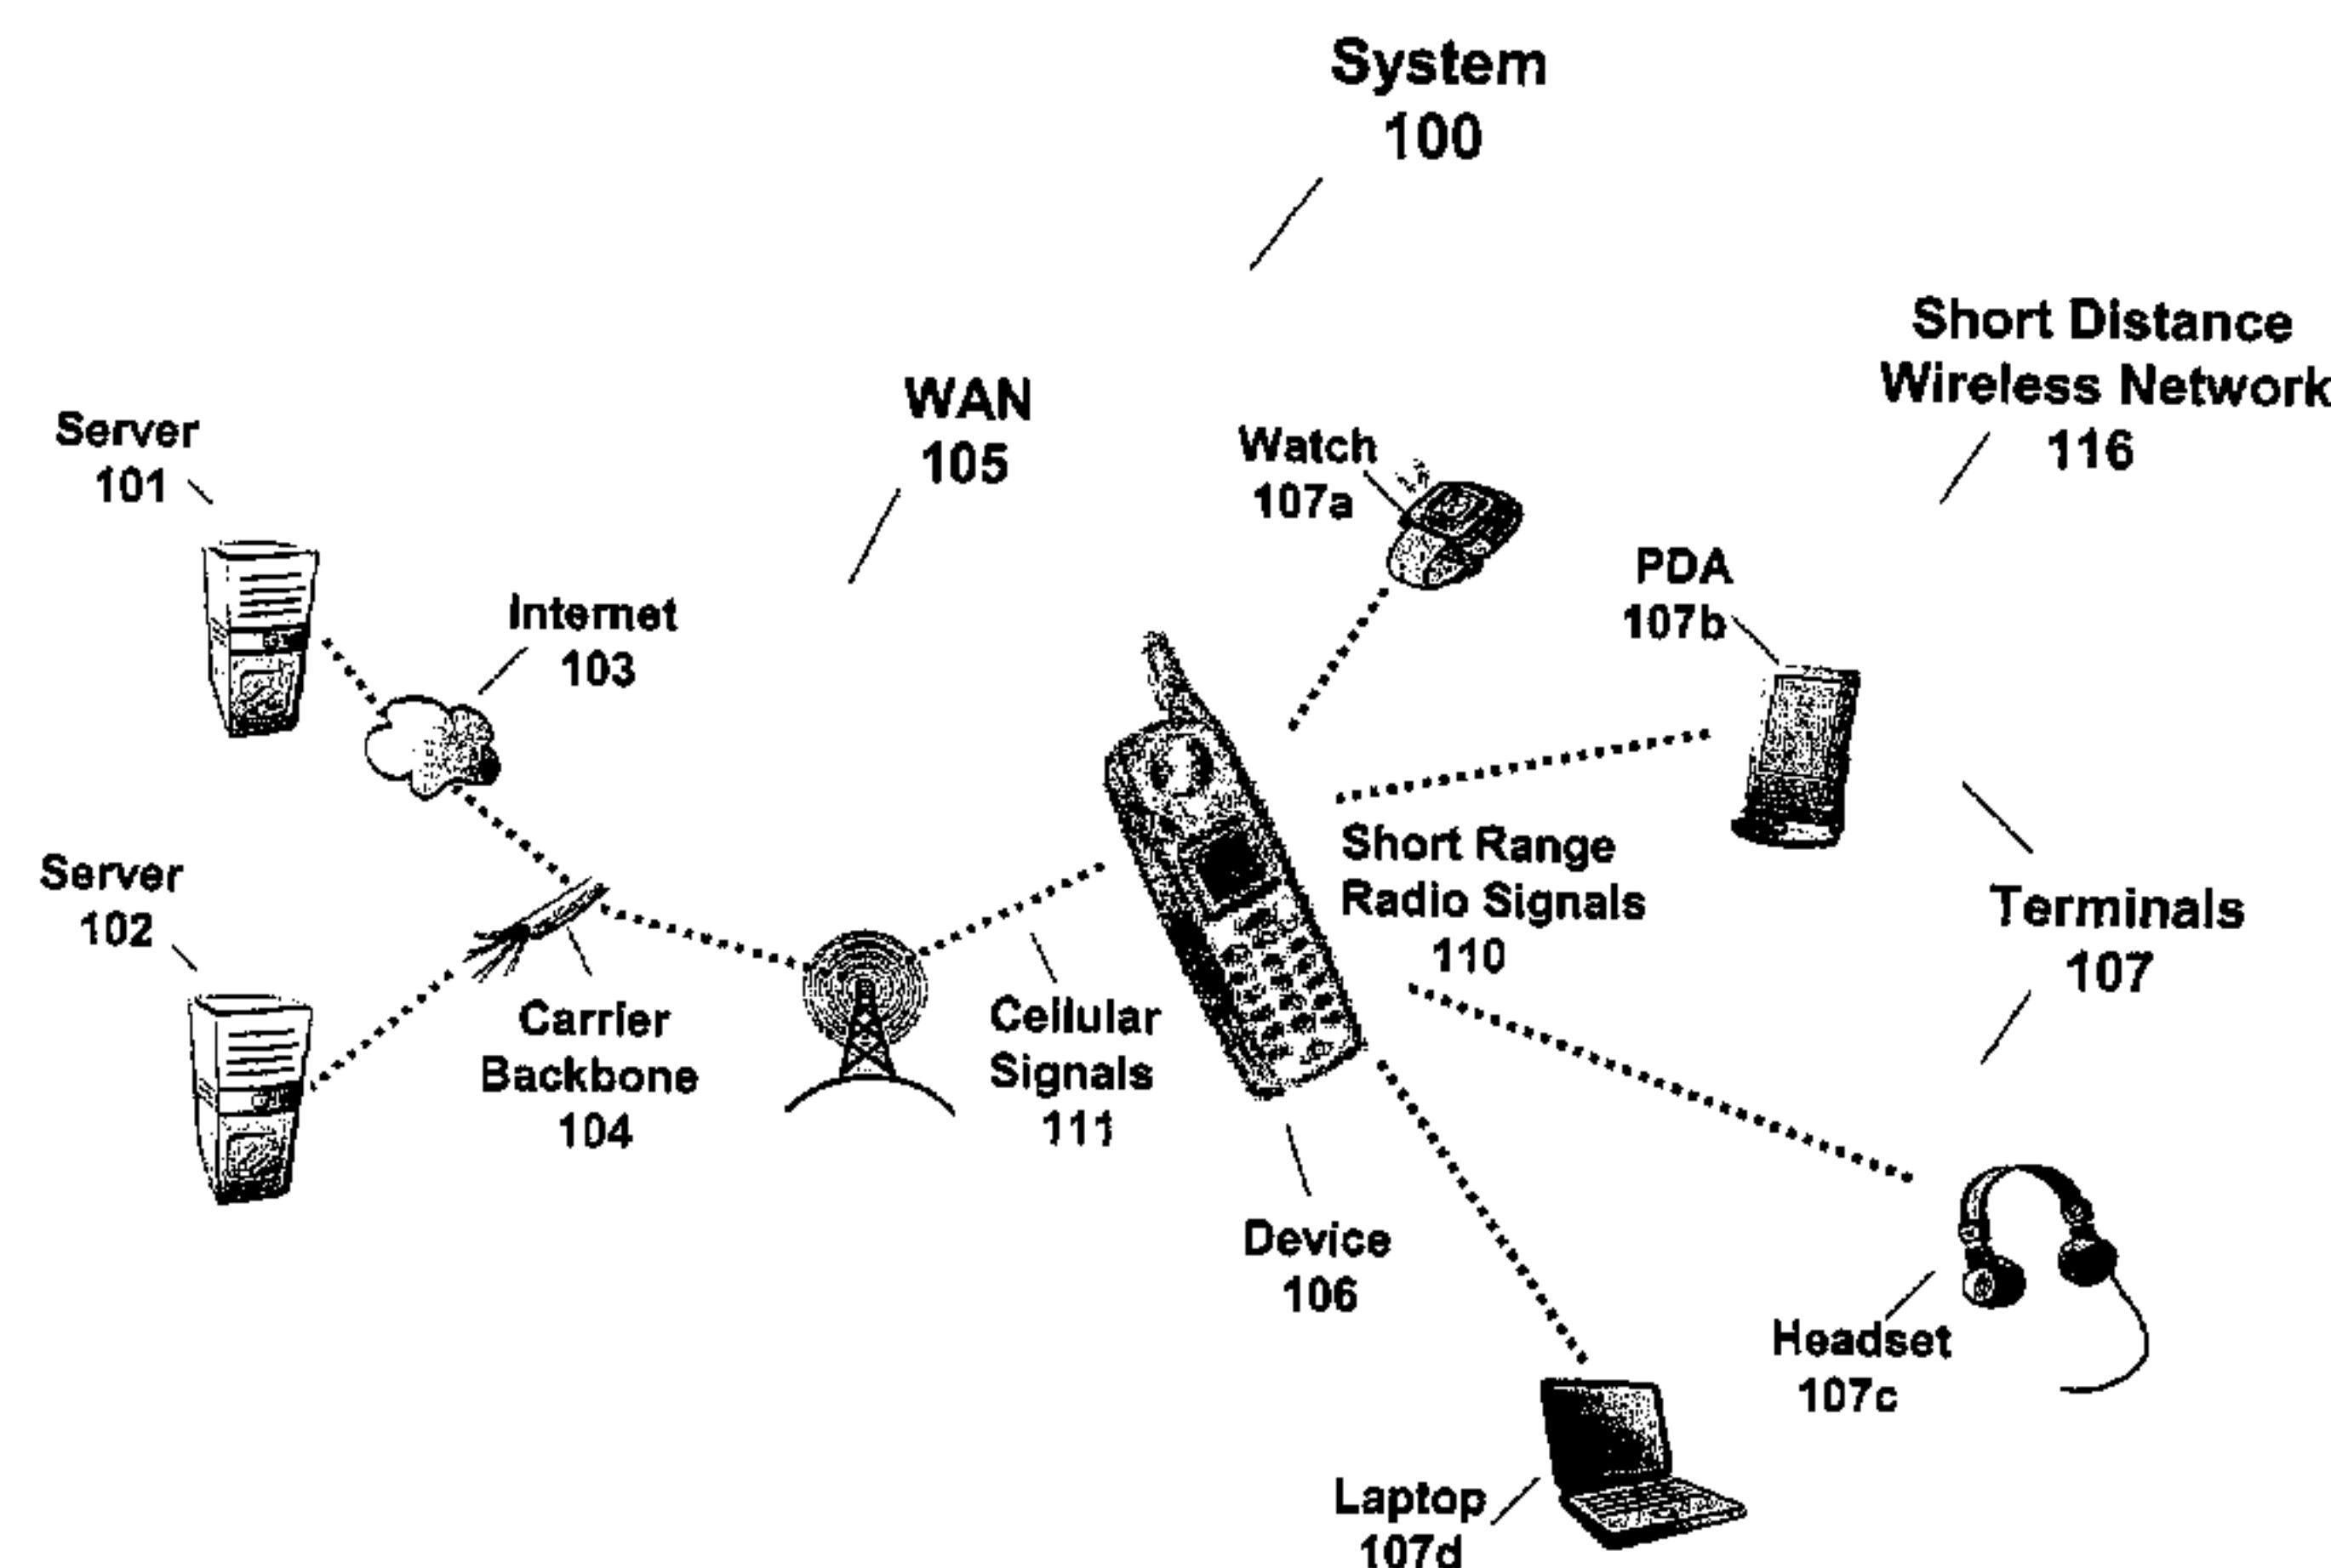 System
100
Short Distance
Wireless Network
116
WAN
105
Server
101
Watch
107a
Internet
103
PDA
107b
Short Range
Radio Signals
110
Server
102
Terminals
107
Carrier
Backbone
104
Cellular
Signals
111
Device
106
Headset
107c
Laptop
107d